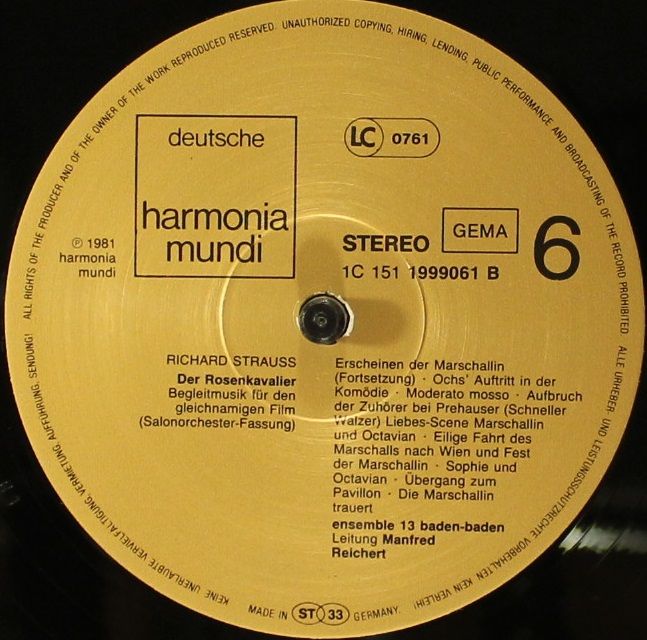 ALL RIGHTS OF THE PRODUCER AND OF THE OWNER OF THE WORK REPRODUCED RESERVED. UNAUTHORIZED COPYING, HIRING, LENDING, PUBLIC PERFORMANCE AND BROADCASTING OF THE RECORD PROHIBITED
deutsche
harmonia
mundi
LC 0761
℗ 1981
harmonia
mundi
STEREO
GEMA
6
1C 151 1999061 B
RICHARD STRAUSS
Der Rosenkavalier
Begleitmusik für den
gleichnamigen Film
(Salonorchester-Fassung)
Erscheinen der Marschallin
(Fortsetzung) · Ochs' Auftritt in der
Komödie · Moderato mosso · Aufbruch
der Zuhörer bei Prehauser (Schneller
Walzer) Liebes-Scene Marschallin
und Octavian · Eilige Fahrt des
Marschalls nach Wien und Fest
der Marschallin · Sophie und
Octavian · Übergang zum
Pavillon · Die Marschallin
trauert
ensemble 13 baden-baden
Leitung Manfred
Reichert
ALLE URHEBER- UND LEISTUNGSSCHUTZRECHTE VORBEHALTEN KEIN VERLEIH!
KEINE UNERLAUBTE VERVIELFÄLTIGUNG, VERMIETUNG, AUFFÜHRUNG, SENDUNG!
MADE IN ST 33 GERMANY.